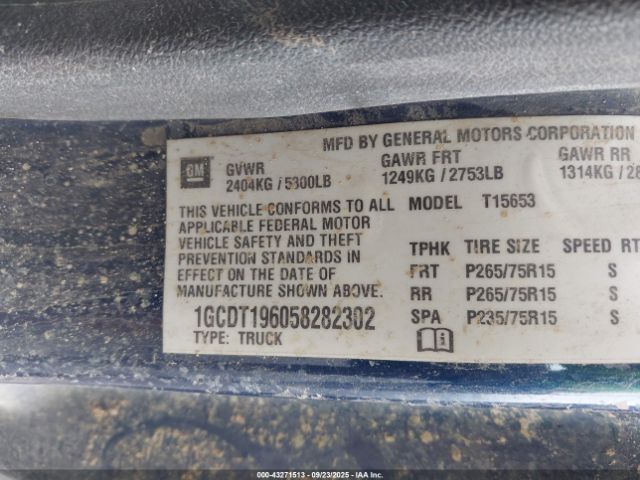 MFD BY GENERAL MOTORS CORPORATION
GM
GVWR GAWR FRT GAWR RR
2404KG / 5300LB 1249KG / 2753LB 1314KG / 28
THIS VEHICLE CONFORMS TO ALL MODEL T15653
APPLICABLE FEDERAL MOTOR
VEHICLE SAFETY AND THEFT TPHK TIRE SIZE SPEED RT
PREVENTION STANDARDS IN
EFFECT ON THE DATE OF FRT P265/75R15 S
MANUFACTURE SHOWN ABOVE. RR P265/75R15 S
1GCDT196058282302 SPA P235/75R15 S
TYPE: TRUCK
000-43271513 | 09/23/2025 - ©IAA Inc.